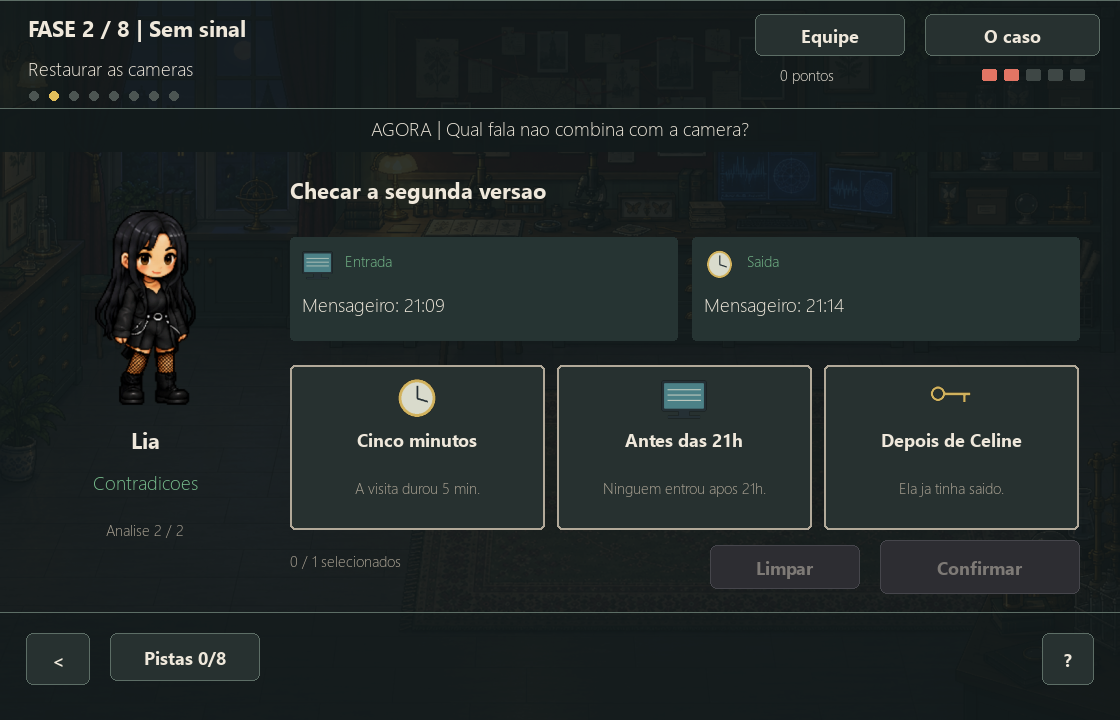 FASE 2 / 8 | Sem sinal
Equipe
O caso
Restaurar as cameras
0 pontos
AGORA | Qual fala nao combina com a camera?
Checar a segunda versao
Entrada
Mensageiro: 21:09
Saida
Mensageiro: 21:14
Lia
Contradicoes
Analise 2 / 2
Cinco minutos
A visita durou 5 min.
Antes das 21h
Ninguem entrou apos 21h.
Depois de Celine
Ela ja tinha saido.
0 / 1 selecionados
Limpar
Confirmar
<
Pistas 0/8
?